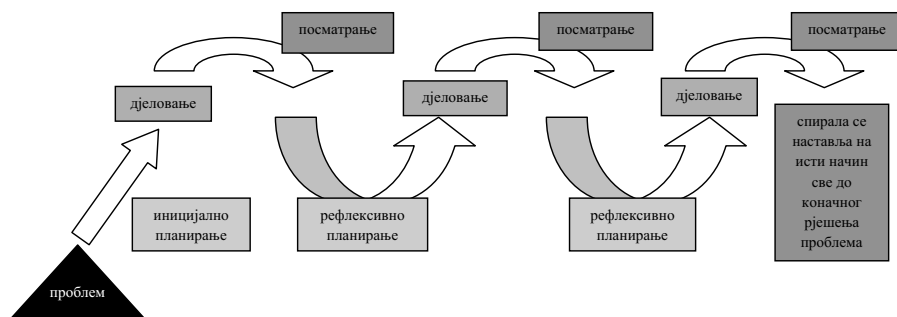 посматрање
посматрање
посматрање
дјеловање
дјеловање
дјеловање
спирала се
наставља на
исти начин
све до
коначног
рјешења
проблема
иницијално
планирање
рефлексивно
планирање
рефлексивно
планирање
проблем